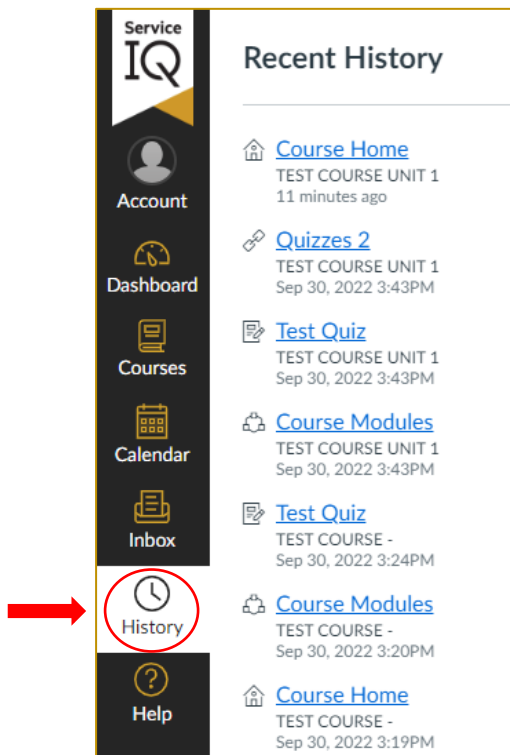 Service
IQ
Account
Dashboard
Courses
Calendar
Inbox
History
Help
Recent History
Course Home
TEST COURSE UNIT 1
11 minutes ago
Quizzes 2
TEST COURSE UNIT 1
Sep 30, 2022 3:43PM
Test Quiz
TEST COURSE UNIT 1
Sep 30, 2022 3:43PM
Course Modules
TEST COURSE UNIT 1
Sep 30, 2022 3:43PM
Test Quiz
TEST COURSE -
Sep 30, 2022 3:24PM
Course Modules
TEST COURSE -
Sep 30, 2022 3:20PM
Course Home
TEST COURSE -
Sep 30, 2022 3:19PM